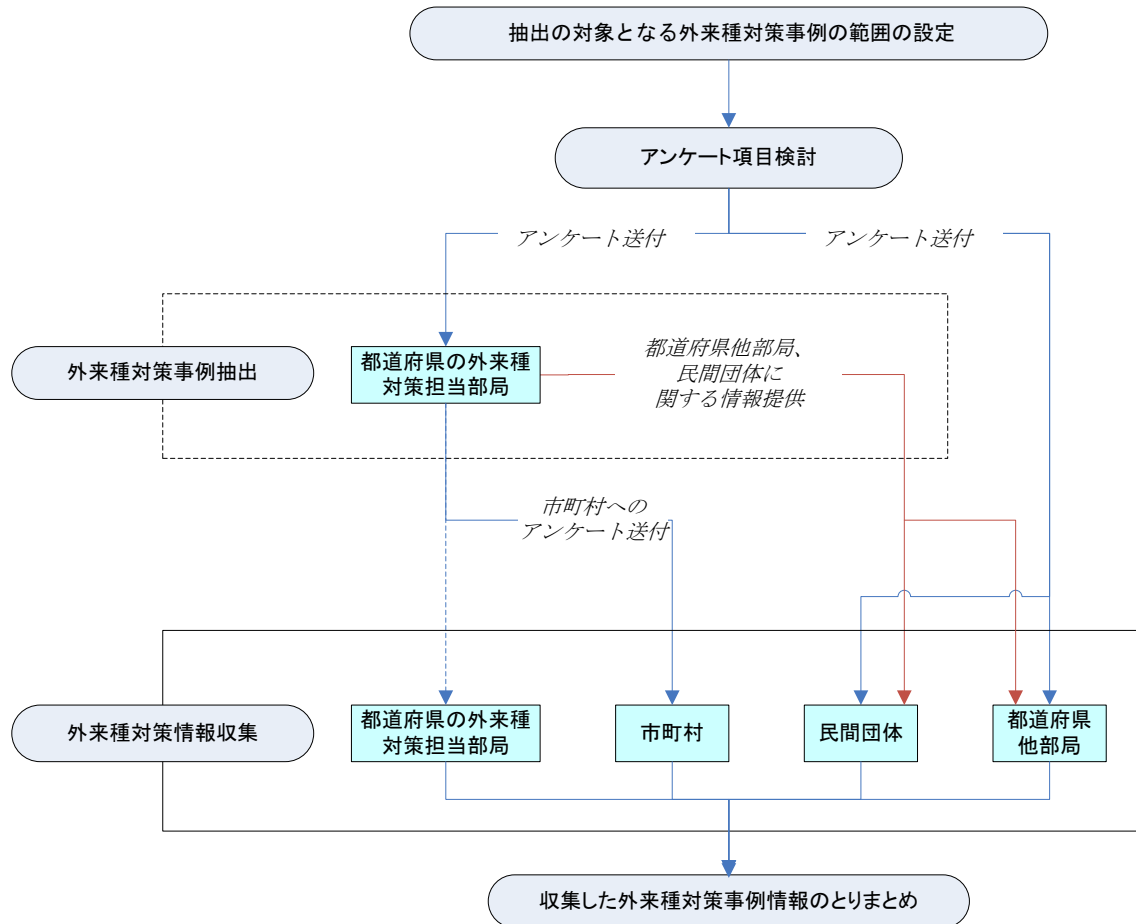 抽出の対象となる外来種対策事例の範囲の設定
アンケート項目検討
アンケート送付
アンケート送付
外来種対策事例抽出
都道府県の外来種
対策担当部局
都道府県他部局、
民間団体に
関する情報提供
市町村への
アンケート送付
外来種対策情報収集
都道府県の外来種
対策担当部局
市町村
民間団体
都道府県
他部局
収集した外来種対策事例情報のとりまとめ